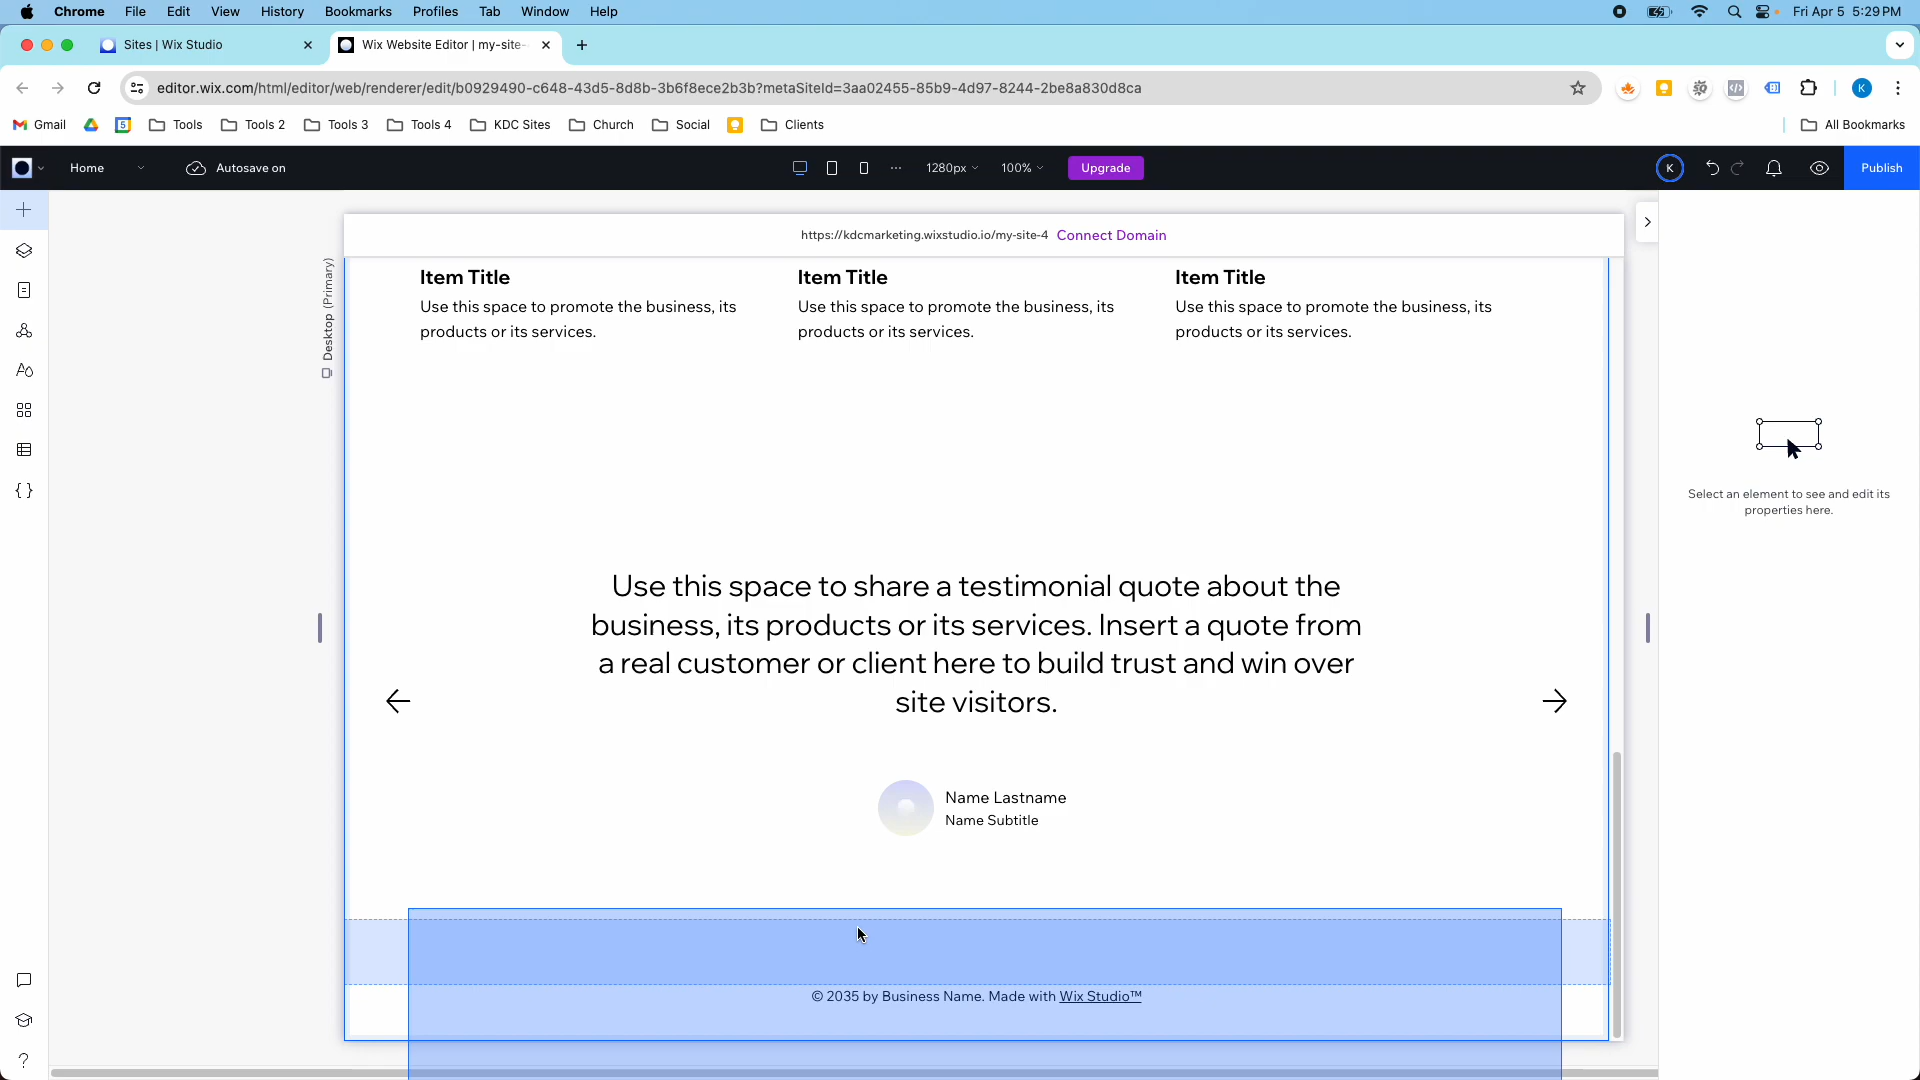 Chrome File Edit View History Bookmarks Profiles Tab Window Help Fri Apr 5 5:29 PM
Sites | Wix Studio
Wix Website Editor | my-site-
editor.wix.com/html/editor/web/renderer/edit/b0929490-c648-43d5-8d8b-3b6f8ece2b3b?metaSiteId=3aa02455-85b9-4d97-8244-2be8a830d8ca
K
Gmail 5 Tools Tools 2 Tools 3 Tools 4 KDC Sites Church Social Clients All Bookmarks
Home Autosave on 1280px 100% Upgrade K Publish
https://kdcmarketing.wixstudio.io/my-site-4 Connect Domain
Desktop (Primary)
Item Title Item Title Item Title
Use this space to promote the business, its Use this space to promote the business, its Use this space to promote the business, its
products or its services. products or its services. products or its services.
Select an element to see and edit its
properties here.
Use this space to share a testimonial quote about the
business, its products or its services. Insert a quote from
a real customer or client here to build trust and win over
site visitors.
Name Lastname
Name Subtitle
© 2035 by Business Name. Made with Wix Studio™